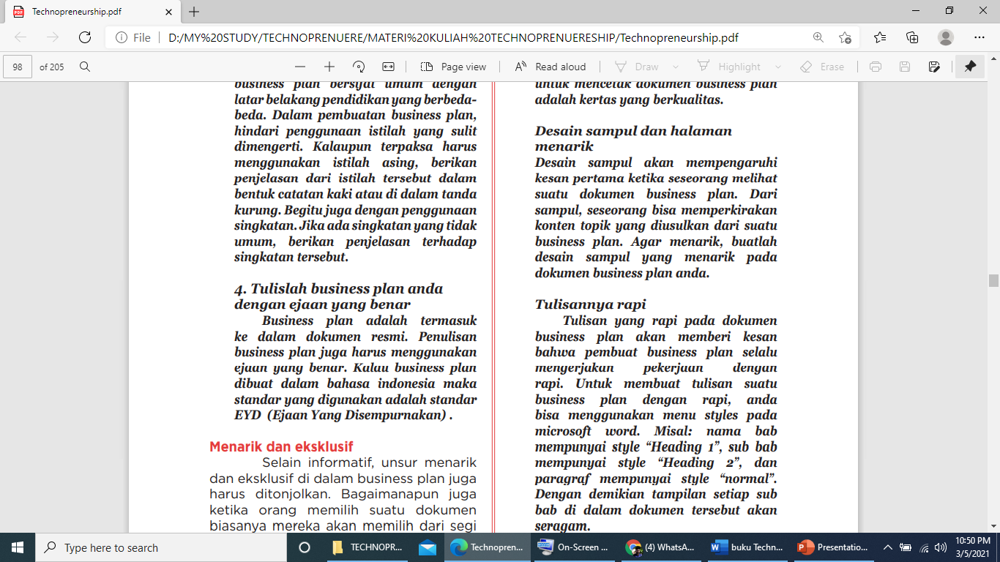 Technopreneurship.pdf
File
D:/MY%20STUDY/TECHNOPRENUERE/MATERI%20KULIAH%20TECHNOPRENUERESHIP/Technopreneurship.pdf
98 of 205
Page view
Read aloud
Draw
Highlight
Erase
business plan bersifat umum dengan
latar belakang pendidikan yang berbeda-
beda. Dalam pembuatan business plan,
hindari penggunaan istilah yang sulit
dimengerti. Kalaupun terpaksa harus
menggunakan istilah asing, berikan
penjelasan dari istilah tersebut dalam
bentuk catatan kaki atau di dalam tanda
kurung. Begitu juga dengan penggunaan
singkatan. Jika ada singkatan yang tidak
umum, berikan penjelasan terhadap
singkatan tersebut.
4. Tulislah business plan anda
dengan ejaan yang benar
Business plan adalah termasuk
ke dalam dokumen resmi. Penulisan
business plan juga harus menggunakan
ejaan yang benar. Kulau business plan
dibuat dalam bahasa indonesia maka
standar yang digunakan adalah standar
EYD (Ejaan Yang Disempurnakan) .
Menarik dan eksklusif
Selain informatif, unsur menarik
dan eksklusif di dalam business plan juga
harus ditonjolkan. Bagaimanapun juga
ketika orang memilih suatu dokumen
biasanya mereka akan memilih dari segi
untuk mencetak dokumen business plan
adalah kertas yang berkualitas.
Desain sampul dan halaman
menarik
Desain sampul akan mempengaruhi
kesan pertama ketika seseorang melihat
suatu dokumen business plan. Dari
sampul, seseorang bisa memperkirakan
konten topik yang diusulkan dari suatu
business plan. Agar menarik, buatlah
desain sampul yang menarik pada
dokumen business plan anda.
Tulisannya rapi
Tulisan yang rapi pada dokumen
business plan akan memberi kesan
bahwa pembuat business plan selalu
mengerjakan pekerjaan dengan
rapi. Untuk membuat tulisan suatu
business plan dengan rapi, anda
bisa menggunakan menu styles pada
microsoft word. Misal: nama bab
mempunyai style “Heading 1”, sub bab
mempunyai style “Heading 2”, dan
paragraf mempunyai style “normal”.
Dengan demikian tampilan setiap sub
bab di dalam dokumen tersebut akan
seragam.
Type here to search
TECHNOPR...
Technopren...
On-Screen ...
(4) WhatsA...
buku Techn...
Presentatio...
10:50 PM
3/5/2021